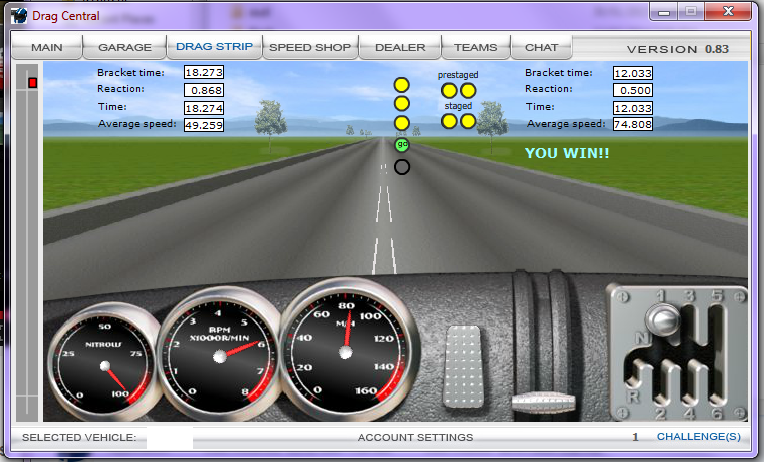 Drag Central
MAIN GARAGE DRAG STRIP SPEED SHOP DEALER TEAMS CHAT VERSION 0.83
Bracket time: 18.273
Reaction: 0.868
Time: 18.274
Average speed: 49.259
prestaged
staged
go
Bracket time: 12.033
Reaction: 0.500
Time: 12.033
Average speed: 74.808
YOU WIN!!
0 25 50 75 100
NITROUS
0 1 2 3 4 5 6 7 8
RPM
X1000R/MIN
0 20 40 60 80 100 120 140 160
MPH
1 3 5
N
R
2 4 6
SELECTED VEHICLE: ACCOUNT SETTINGS 1 CHALLENGE(S)